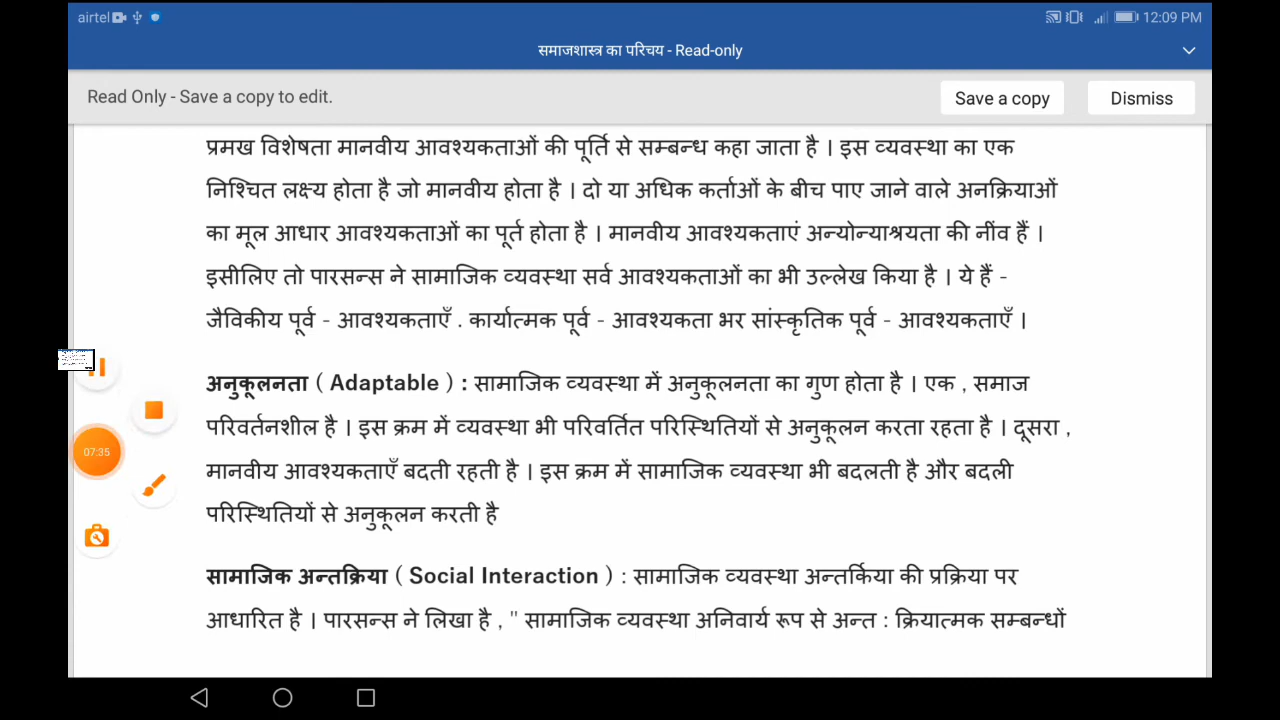 airtel
12:09 PM
समाजशास्त्र का परिचय - Read-only
Read Only - Save a copy to edit.
Save a copy
Dismiss
प्रमख विशेषता मानवीय आवश्यकताओं की पूर्ति से सम्बन्ध कहा जाता है । इस व्यवस्था का एक
निश्चित लक्ष्य होता है जो मानवीय होता है । दो या अधिक कर्ताओं के बीच पाए जाने वाले अनक्रियाओं
का मूल आधार आवश्यकताओं का पूर्त होता है । मानवीय आवश्यकताएं अन्योन्याश्रयता की नींव हैं ।
इसीलिए तो पारसन्स ने सामाजिक व्यवस्था सर्व आवश्यकताओं का भी उल्लेख किया है । ये हैं -
जैविकीय पूर्व - आवश्यकताएँ . कार्यात्मक पूर्व - आवश्यकता भर सांस्कृतिक पूर्व - आवश्यकताएँ ।
अनुकूलनता ( Adaptable ) : सामाजिक व्यवस्था में अनुकूलनता का गुण होता है । एक , समाज
परिवर्तनशील है । इस क्रम में व्यवस्था भी परिवर्तित परिस्थितियों से अनुकूलन करता रहता है । दूसरा ,
मानवीय आवश्यकताएँ बदती रहती है । इस क्रम में सामाजिक व्यवस्था भी बदलती है और बदली
परिस्थितियों से अनुकूलन करती है
सामाजिक अन्तक्रिया ( Social Interaction ) : सामाजिक व्यवस्था अन्तर्किया की प्रक्रिया पर
आधारित है । पारसन्स ने लिखा है , " सामाजिक व्यवस्था अनिवार्य रूप से अन्त : क्रियात्मक सम्बन्धों
07:35